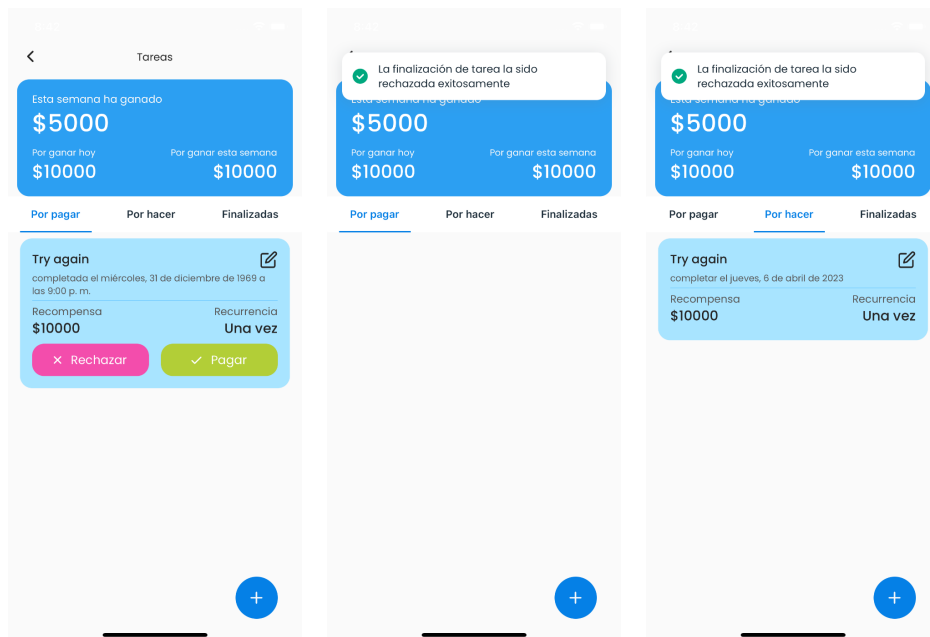 Tareas
Esta semana ha ganado
$5000
Por ganar hoy Por ganar esta semana
$10000 $10000
Por pagar Por hacer Finalizadas
Try again
completada el miércoles, 31 de diciembre de 1969 a
las 9:00 p. m.
Recompensa Recurrencia
$10000 Una vez
Rechazar Pagar
La finalización de tarea la sido
rechazada exitosamente
Esta semana ha ganado
$5000
Por ganar hoy Por ganar esta semana
$10000 $10000
Por pagar Por hacer Finalizadas
La finalización de tarea la sido
rechazada exitosamente
Esta semana ha ganado
$5000
Por ganar hoy Por ganar esta semana
$10000 $10000
Por pagar Por hacer Finalizadas
Try again
completar el jueves, 6 de abril de 2023
Recompensa Recurrencia
$10000 Una vez